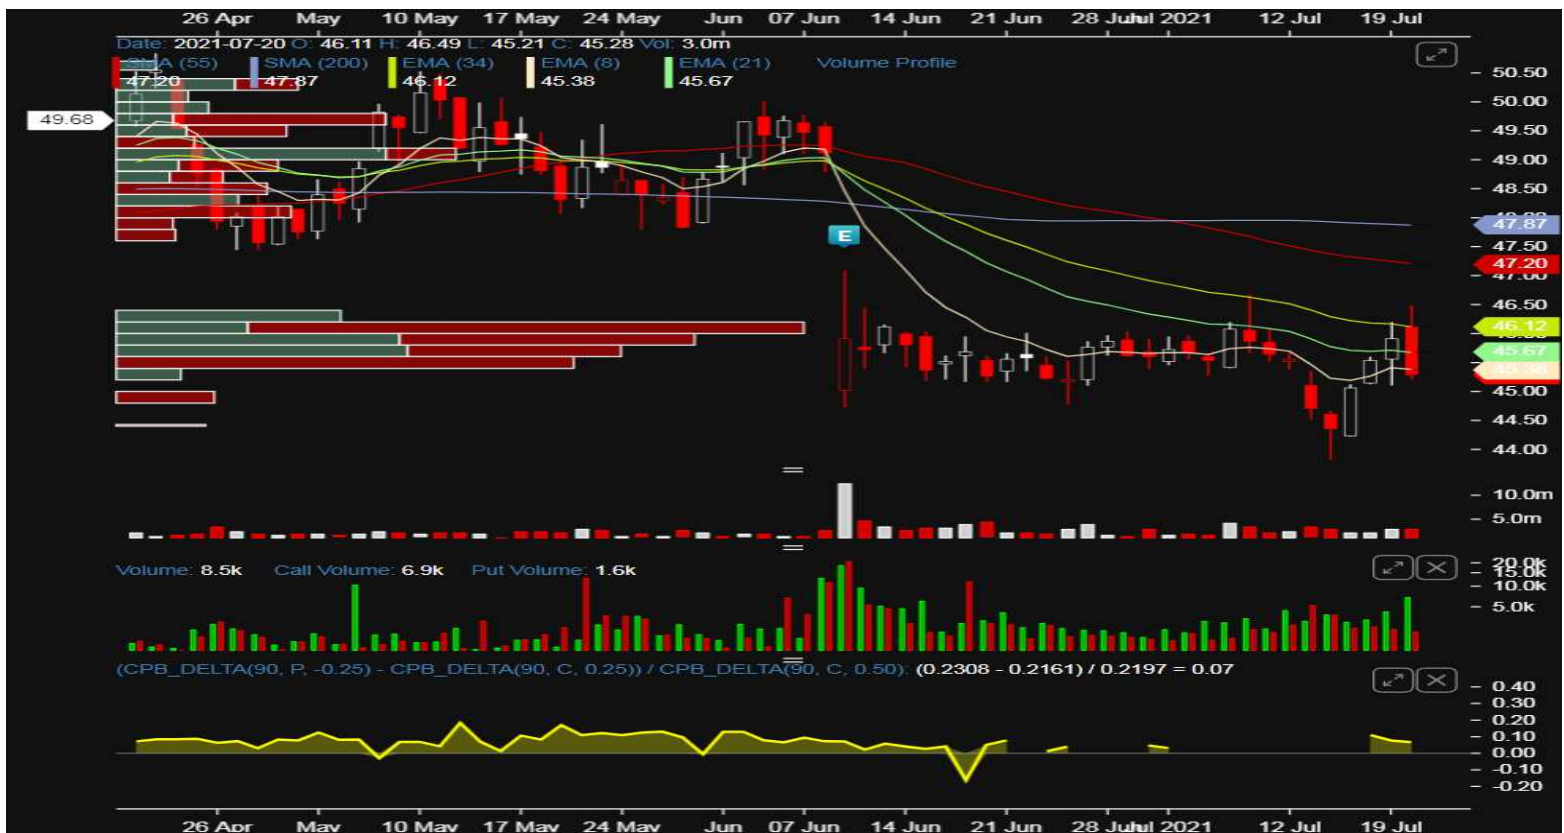 26 Apr May 10 May 17 May 24 May Jun 07 Jun 14 Jun 21 Jun 28 Jun Jul 2021 12 Jul 19 Jul
Date: 2021-07-20 O: 46.11 H: 46.49 L: 45.21 C: 45.28 Vol: 3.0m
SMA (55) SMA (200) EMA (34) EMA (8) EMA (21) Volume Profile
47.20 47.87 46.12 45.38 45.67
50.50
50.00
49.68
49.50
49.00
48.50
47.87
47.50
47.20
47.00
46.50
46.12
45.67
45.38
45.00
44.50
44.00
E
10.0m
5.0m
Volume: 8.5k Call Volume: 6.9k Put Volume: 1.6k
20.0k
15.0k
10.0k
5.0k
(CPB_DELTA(90, P, -0.25) - CPB_DELTA(90, C, 0.25)) / CPB_DELTA(90, C, 0.50): (0.2308 - 0.2161) / 0.2197 = 0.07
0.40
0.30
0.20
0.10
0.00
-0.10
-0.20
26 Apr May 10 May 17 May 24 May Jun 07 Jun 14 Jun 21 Jun 28 Jun Jul 2021 12 Jul 19 Jul